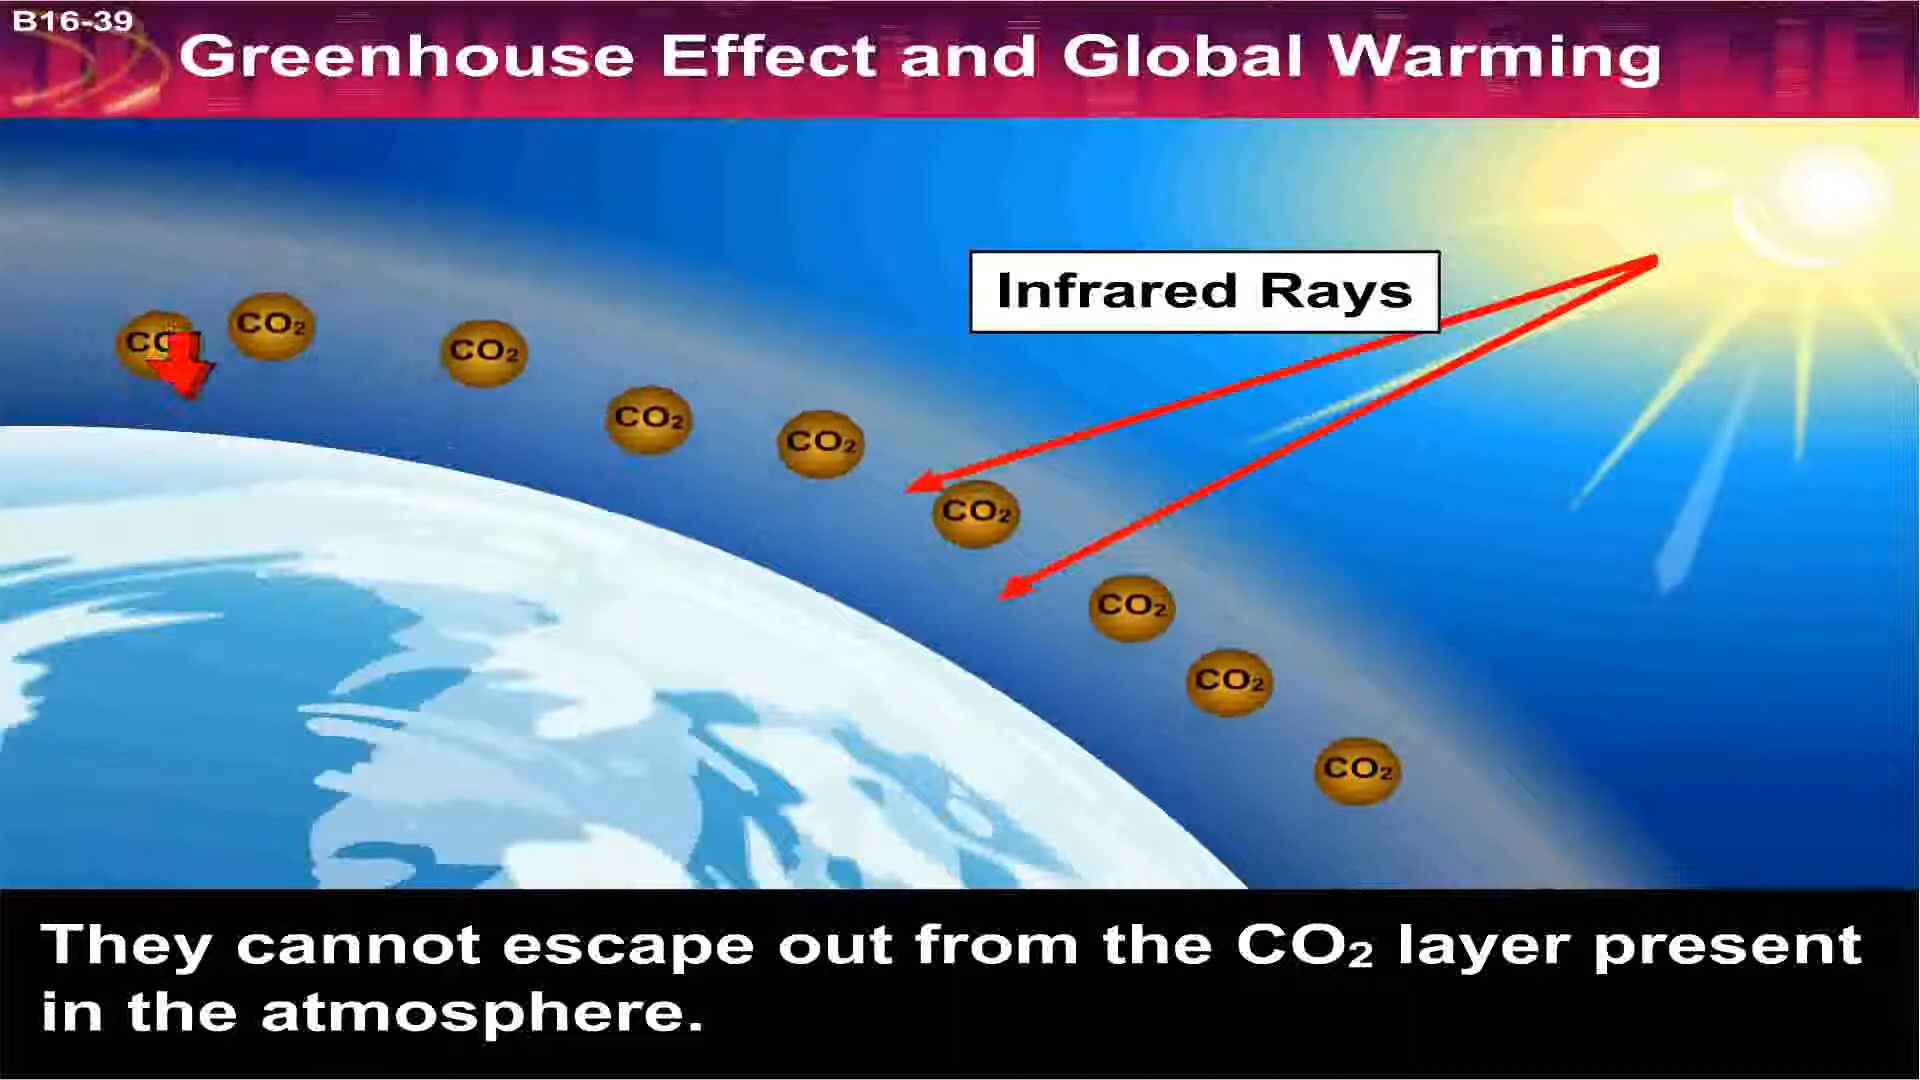 B16-39
Greenhouse Effect and Global Warming
Infrared Rays
CO₂
CO₂
CO₂
CO₂
CO₂
CO₂
CO₂
CO₂
They cannot escape out from the CO₂ layer present
in the atmosphere.